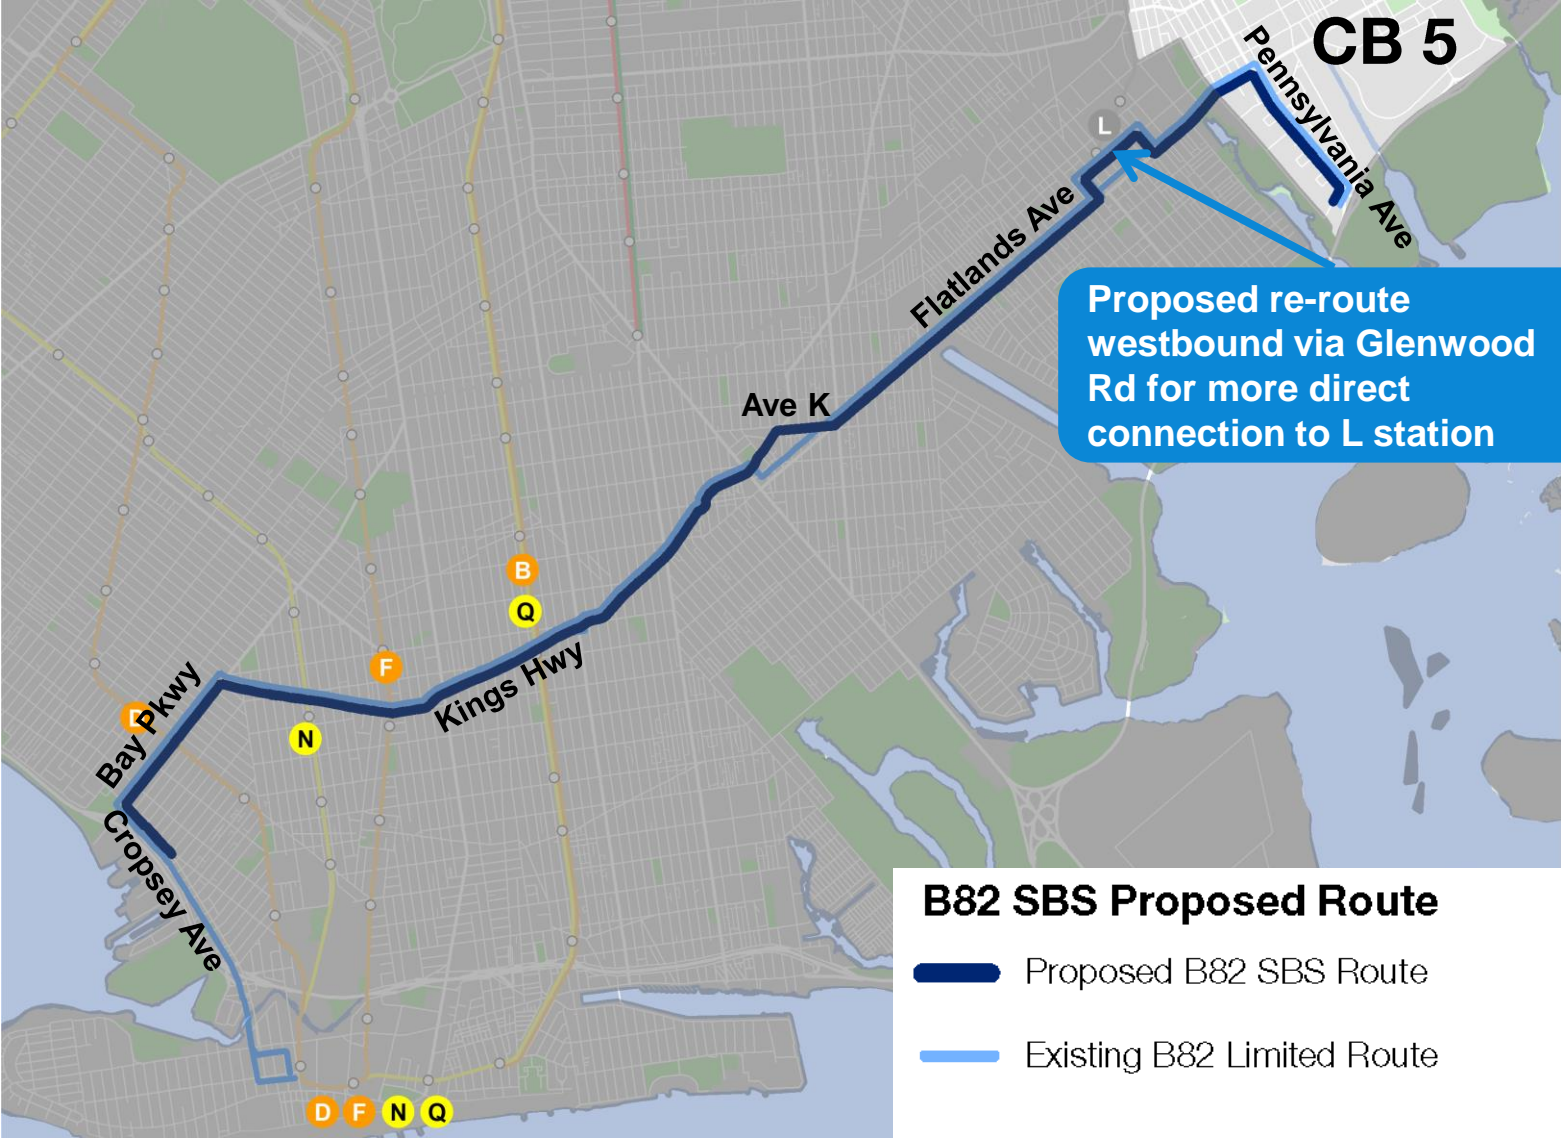 CB 5
Pennsylvania Ave
L
Flatlands Ave
Proposed re-route
westbound via Glenwood
Rd for more direct
connection to L station
Ave K
B
Q
F
Kings Hwy
D
Bay Pkwy
N
Cropsey Ave
B82 SBS Proposed Route
Proposed B82 SBS Route
Existing B82 Limited Route
D F N Q